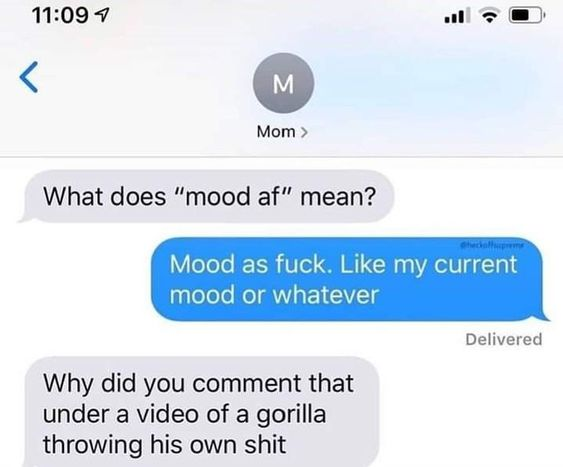 11:09
M
Mom >
What does “mood af” mean?
@heckoffsupreme
Mood as fuck. Like my current
mood or whatever
Delivered
Why did you comment that
under a video of a gorilla
throwing his own shit